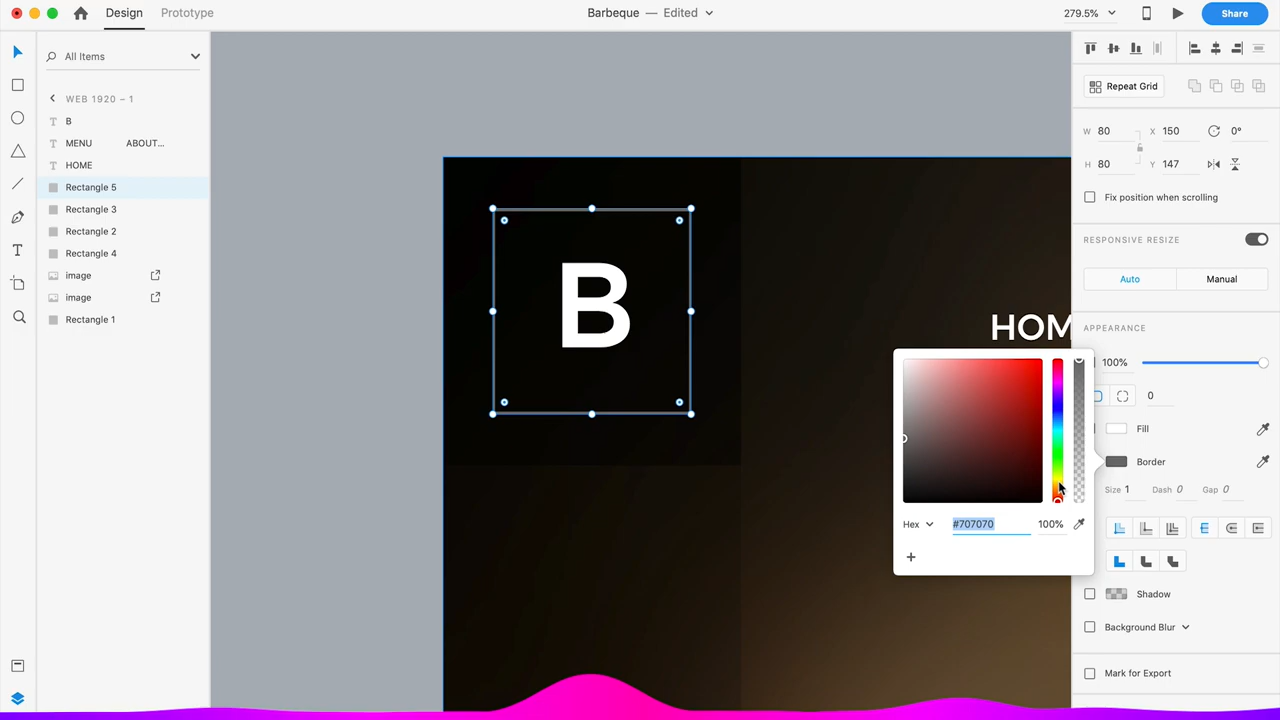 Design
Prototype
Barbeque — Edited
279.5%
Share
All Items
WEB 1920 – 1
B
MENU ABOUT...
HOME
Rectangle 5
Rectangle 3
Rectangle 2
Rectangle 4
image
image
Rectangle 1
B
HOM
Repeat Grid
W 80 X 150 0°
H 80 Y 147
Fix position when scrolling
RESPONSIVE RESIZE
Auto Manual
APPEARANCE
100%
0
Fill
Border
Size 1 Dash 0 Gap 0
Hex #707070 100%
+
Shadow
Background Blur
Mark for Export